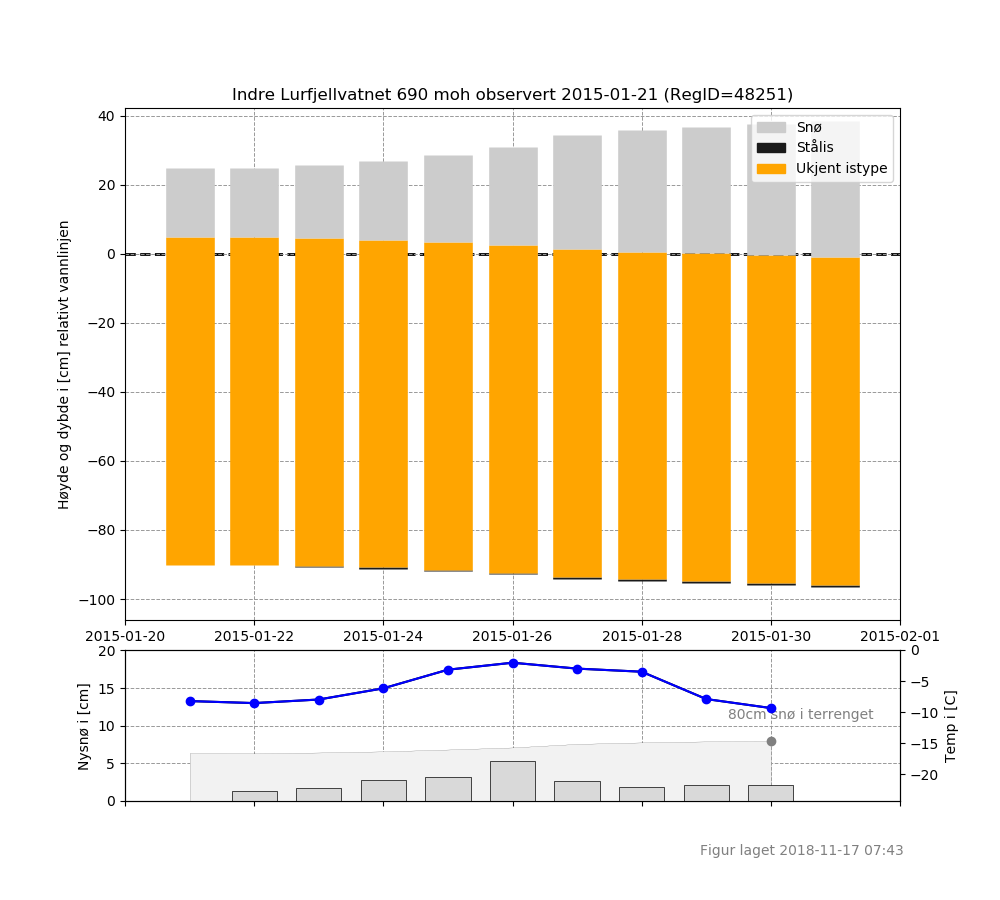 Indre Lurfjellvatnet 690 moh observert 2015-01-21 (RegID=48251)
Høyde og dybde i [cm] relativt vannlinjen
40
20
0
−20
−40
−60
−80
−100
Snø
Stålis
Ukjent istype
2015-01-20
2015-01-22
2015-01-24
2015-01-26
2015-01-28
2015-01-30
2015-02-01
Nysnø i [cm]
20
15
10
5
0
80cm snø i terrenget
0
−5
−10
−15
−20
Temp i [C]
Figur laget 2018-11-17 07:43